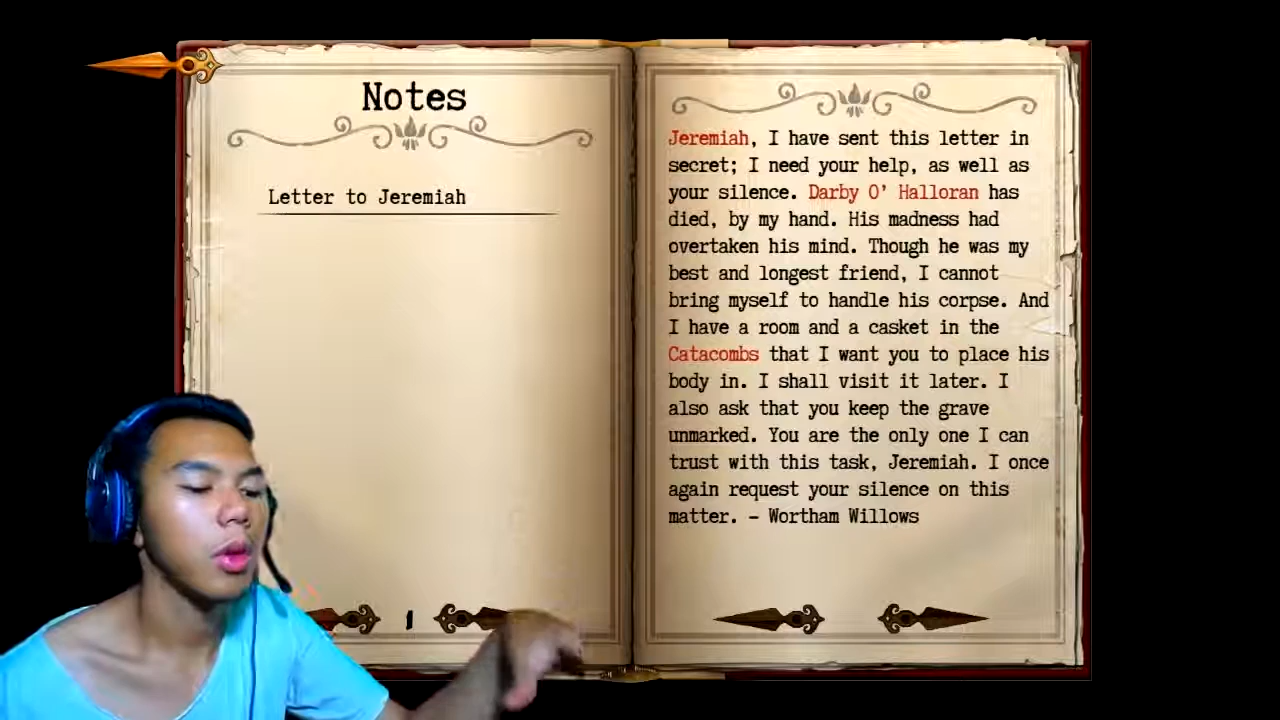 Notes
Letter to Jeremiah
1
Jeremiah, I have sent this letter in
secret; I need your help, as well as
your silence. Darby O' Halloran has
died, by my hand. His madness had
overtaken his mind. Though he was my
best and longest friend, I cannot
bring myself to handle his corpse. And
I have a room and a casket in the
Catacombs that I want you to place his
body in. I shall visit it later. I
also ask that you keep the grave
unmarked. You are the only one I can
trust with this task, Jeremiah. I once
again request your silence on this
matter. – Wortham Willows